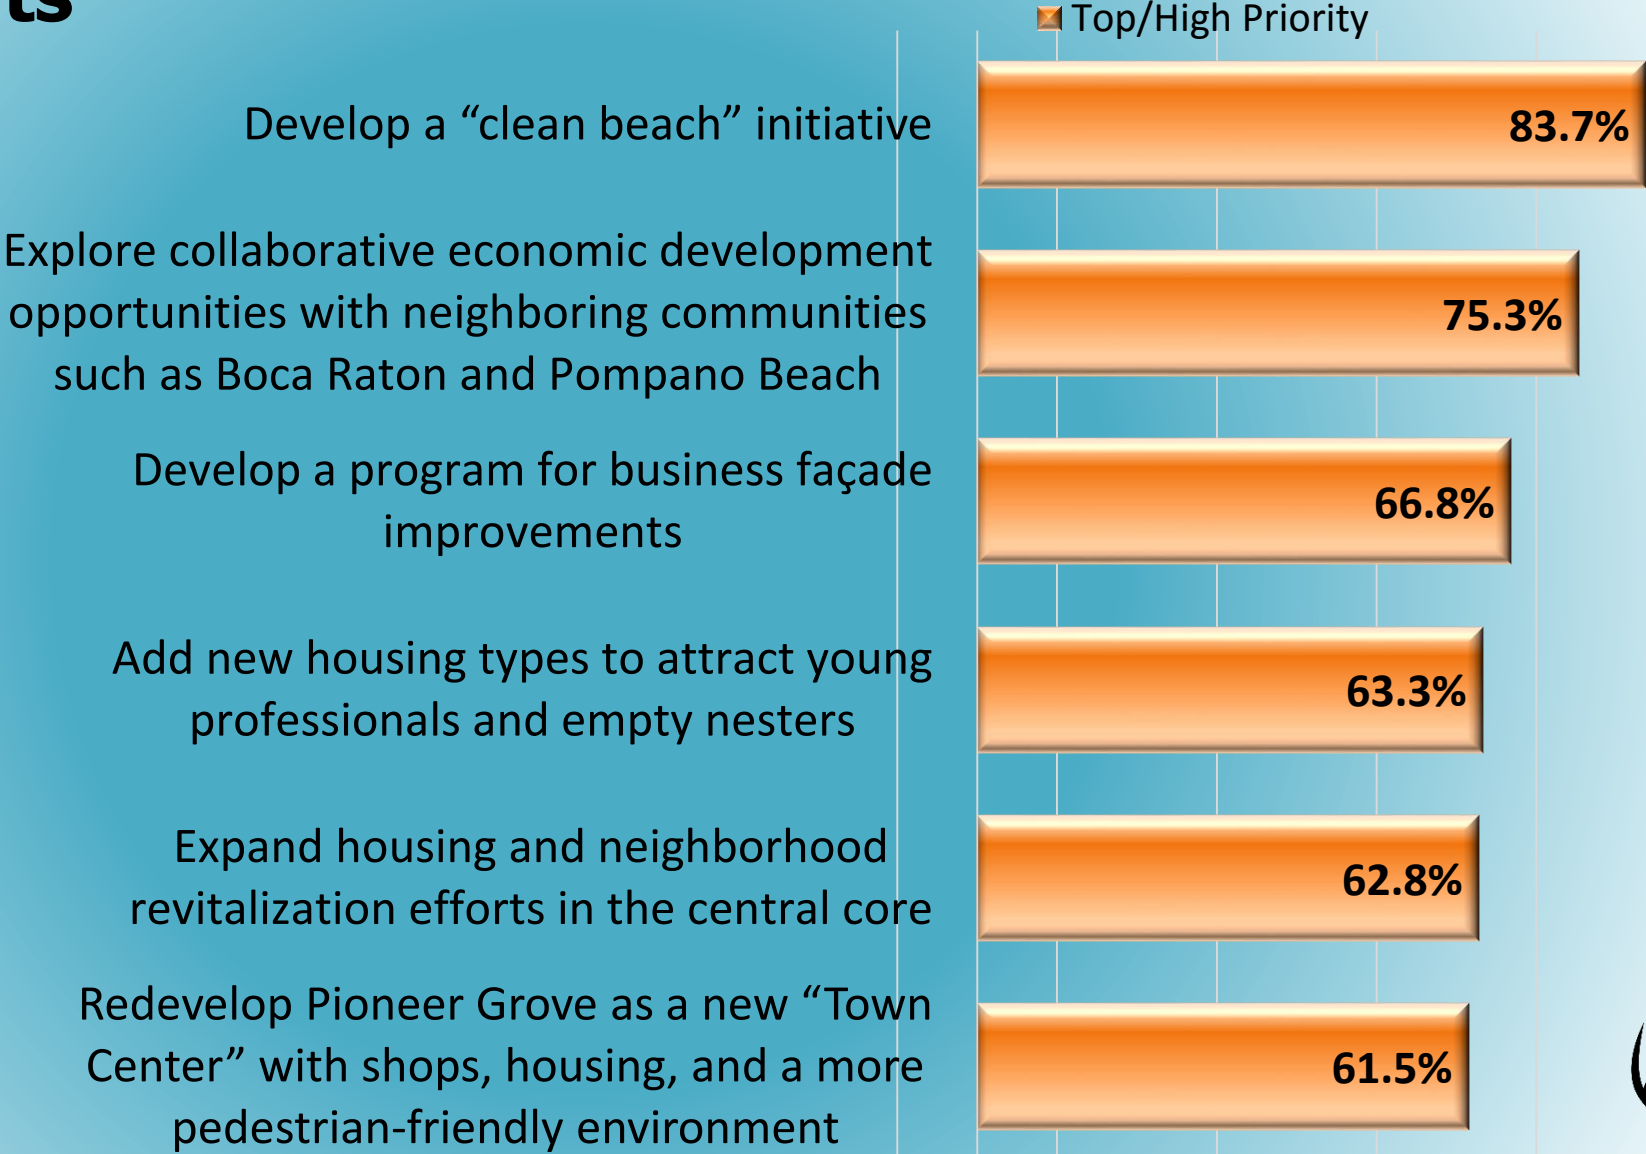 ts
Top/High Priority
Develop a “clean beach” initiative
83.7%
Explore collaborative economic development
opportunities with neighboring communities
such as Boca Raton and Pompano Beach
75.3%
Develop a program for business façade
improvements
66.8%
Add new housing types to attract young
professionals and empty nesters
63.3%
Expand housing and neighborhood
revitalization efforts in the central core
62.8%
Redevelop Pioneer Grove as a new “Town
Center” with shops, housing, and a more
pedestrian-friendly environment
61.5%